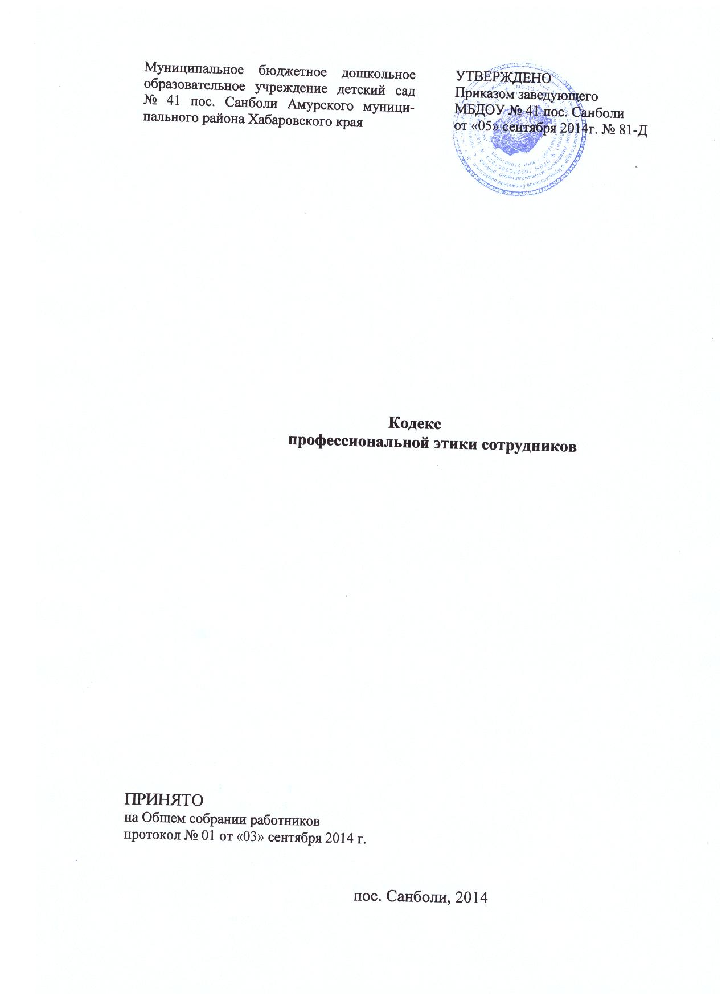 Муниципальное бюджетное дошкольное
образовательное учреждение детский сад
№ 41 пос. Санболи Амурского муници-
пального района Хабаровского края
УТВЕРЖДЕНО
Приказом заведующего
МБДОУ № 41 пос. Санболи
от «05» сентября 2014г. № 81-Д
Кодекс
профессиональной этики сотрудников
ПРИНЯТО
на Общем собрании работников
протокол № 01 от «03» сентября 2014 г.
пос. Санболи, 2014